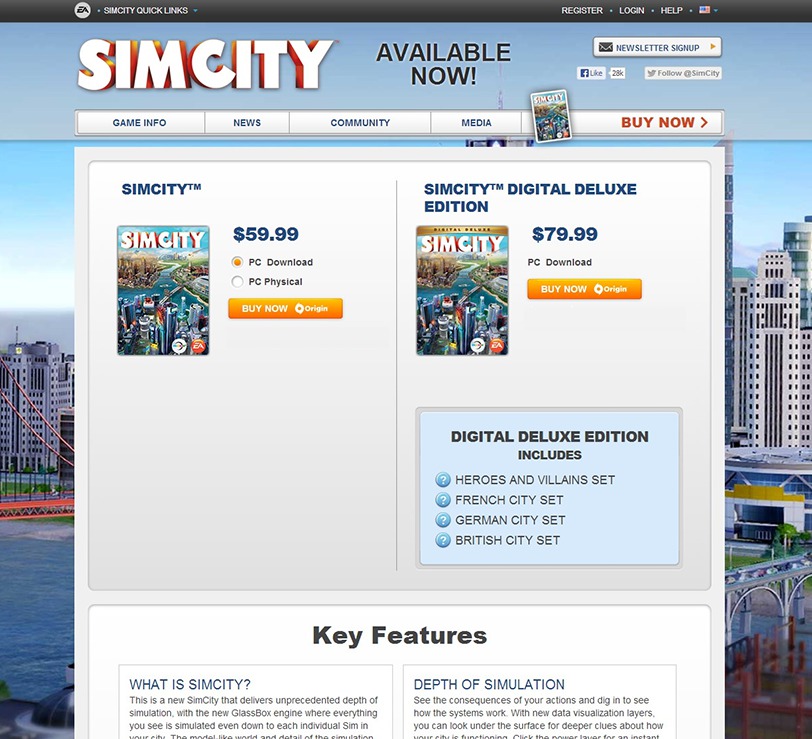 EA SIMCITY QUICK LINKS
REGISTER • LOGIN • HELP •
SIMCITY
AVAILABLE
NOW!
NEWSLETTER SIGNUP
Like 28k
Follow @SimCity
GAME INFO
NEWS
COMMUNITY
MEDIA
SIMCITY
BUY NOW
SIMCITY™
SIMCITY
EA
$59.99
PC Download
PC Physical
BUY NOW Origin
SIMCITY™ DIGITAL DELUXE
EDITION
DIGITAL DELUXE
SIMCITY
EA
$79.99
PC Download
BUY NOW Origin
DIGITAL DELUXE EDITION
INCLUDES
? HEROES AND VILLAINS SET
? FRENCH CITY SET
? GERMAN CITY SET
? BRITISH CITY SET
Key Features
WHAT IS SIMCITY?
This is a new SimCity that delivers unprecedented depth of
simulation, with the new GlassBox engine where everything
you see is simulated even down to each individual Sim in
your city. The model-like world and detail of the simulation
DEPTH OF SIMULATION
See the consequences of your actions and dig in to see
how the systems work. With new data visualization layers,
you can look under the surface for deeper clues about how
your city is functioning. Click the power layer for an instant